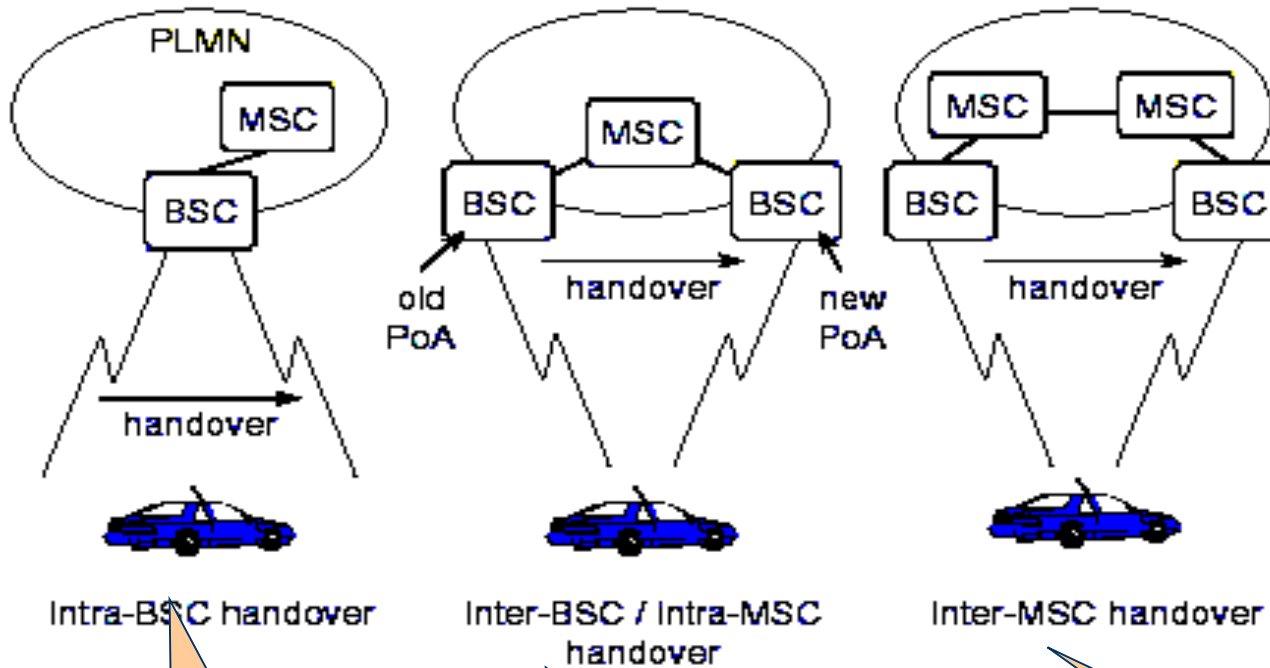 PLMN
MSC
BSC
handover
Intra-BSC handover
MSC
BSC
BSC
old
PoA
handover
new
PoA
Inter-BSC / Intra-MSC
handover
MSC
MSC
BSC
BSC
handover
Inter-MSC handover